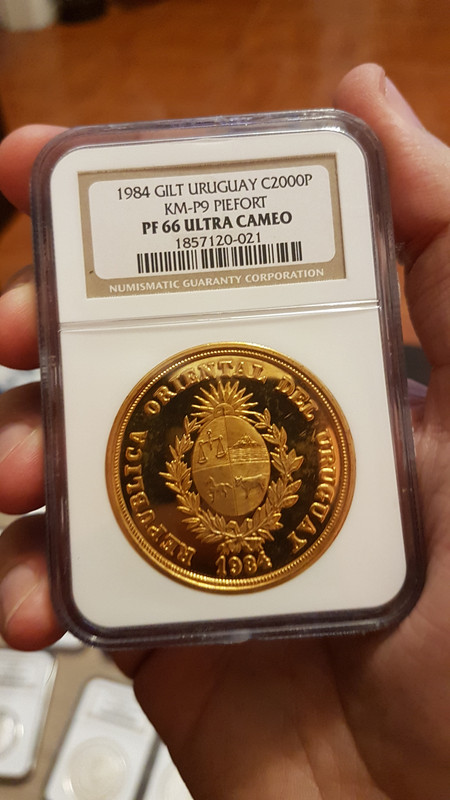 1984 GILT URUGUAY C2000P
KM-P9 PIEFORT
PF 66 ULTRA CAMEO
1857120-021
NUMISMATIC GUARANTY CORPORATION
REPUBLICA ORIENTAL DEL URUGUAY
1984